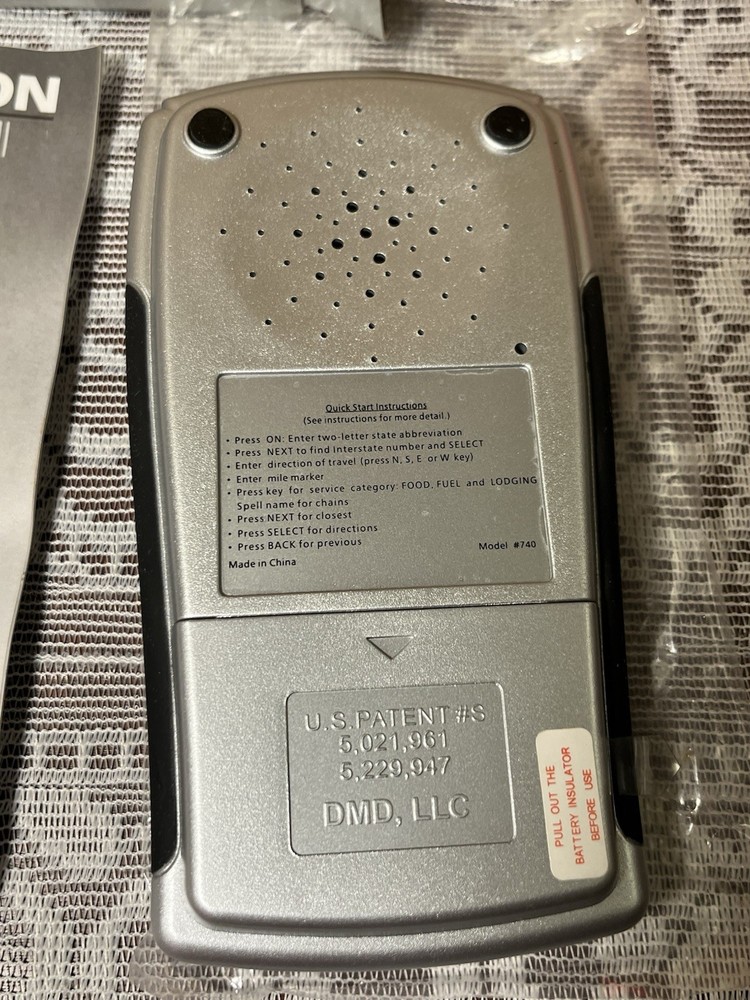 ON
Quick Start Instructions
(See instructions for more detail.)
• Press ON: Enter two-letter state abbreviation
• Press NEXT to find Interstate number and SELECT
• Enter direction of travel (press N, S, E or W key)
• Enter mile marker
• Press key for service category: FOOD, FUEL and LODGING
Spell name for chains
• Press NEXT for closest
• Press SELECT for directions
• Press BACK for previous
Model #740
Made in China
U.S.PATENT #S
5,021,961
5,229,947
DMD, LLC
PULL OUT THE
BATTERY INSULATOR
BEFORE USE